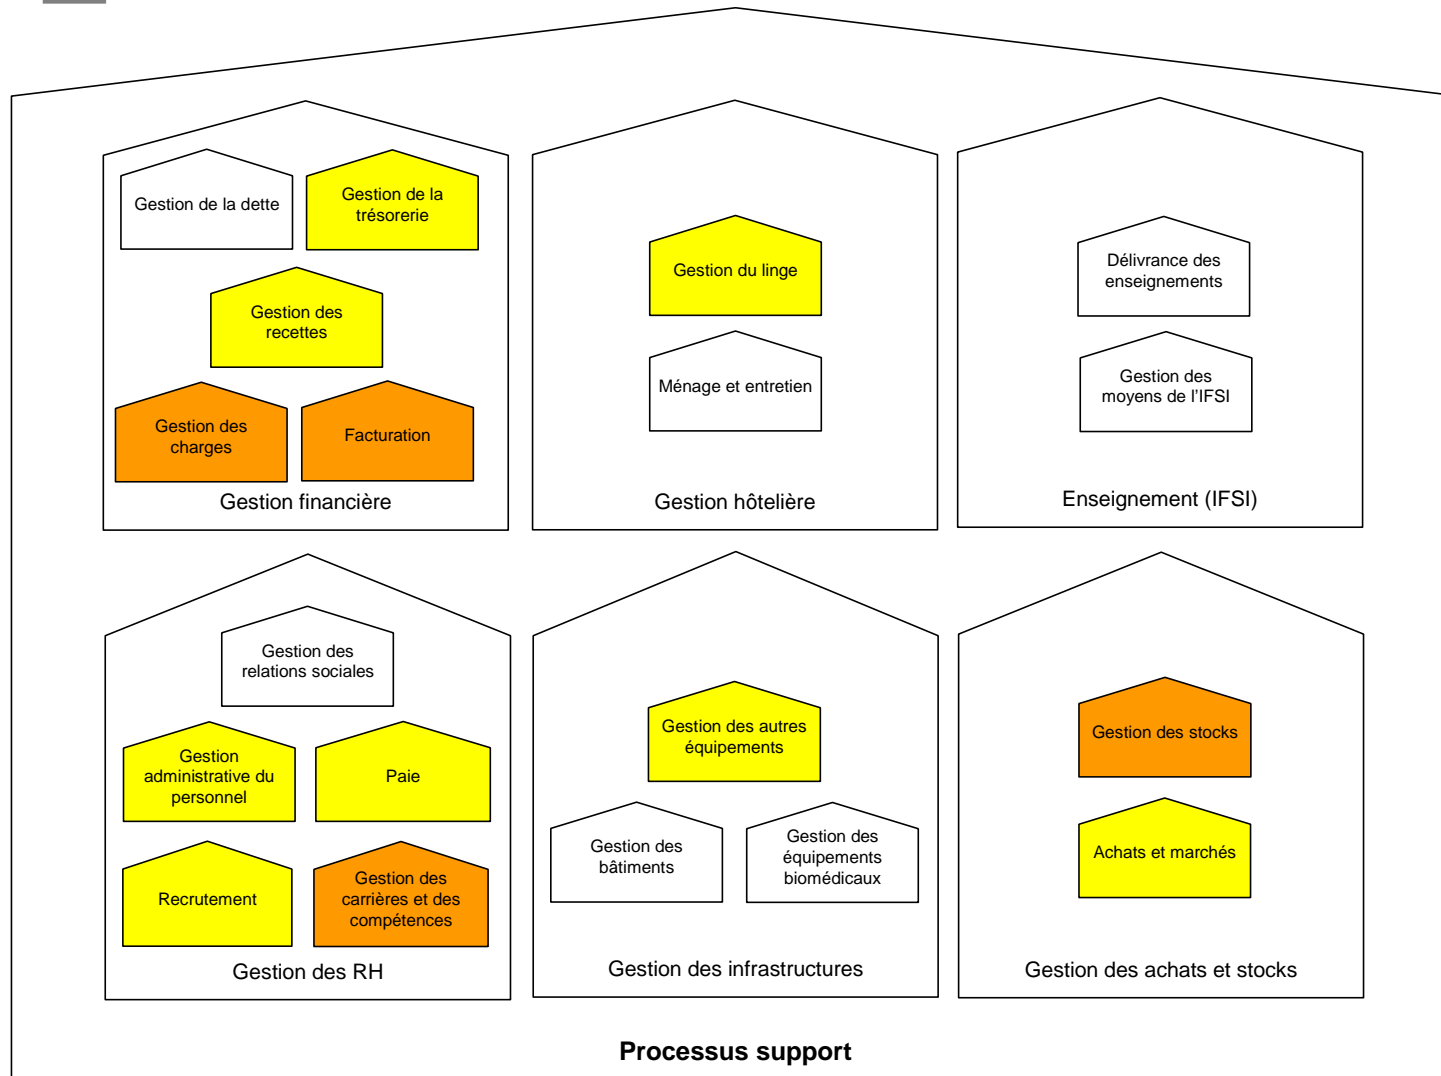 Gestion de la dette
Gestion de la
trésorerie
Gestion des
recettes
Gestion des
charges
Facturation
Gestion financière
Gestion du linge
Ménage et entretien
Gestion hôtelière
Délivrance des
enseignements
Gestion des
moyens de l'IFSI
Enseignement (IFSI)
Gestion des
relations sociales
Gestion
administrative du
personnel
Paie
Recrutement
Gestion des
carrières et des
compétences
Gestion des RH
Gestion des autres
équipements
Gestion des
bâtiments
Gestion des
équipements
biomédicaux
Gestion des infrastructures
Gestion des stocks
Achats et marchés
Gestion des achats et stocks
Processus support